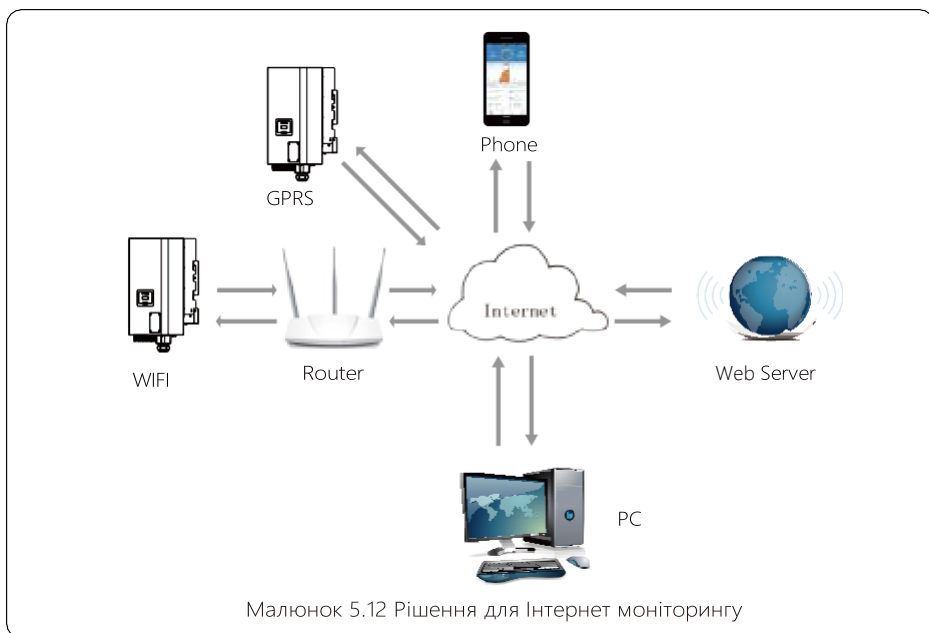 Phone
GPRS
Internet
WIFI
Router
Web Server
PC
Малюнок 5.12 Рішення для Інтернет моніторингу